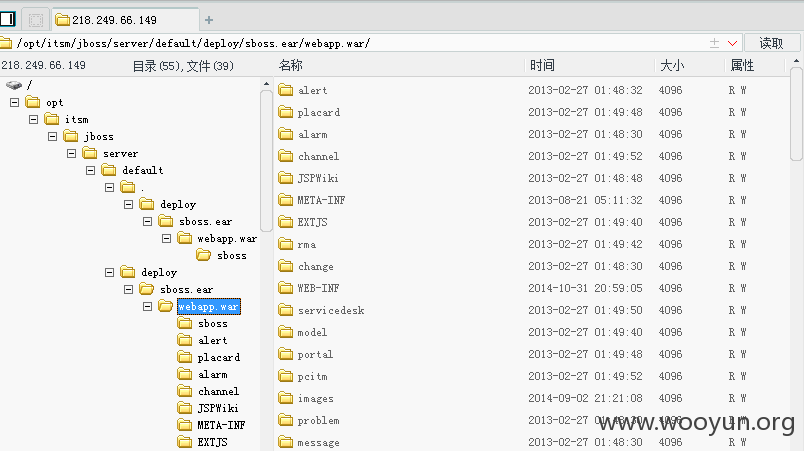 218.249.66.149
/opt/itsm/jboss/server/default/deploy/sboss.ear/webapp.war/
读取
218.249.66.149 目录(55),文件(39)
名称 时间 大小 属性
/
opt
itsm
jboss
server
default
.
deploy
sboss.ear
webapp.war
sboss
deploy
sboss.ear
webapp.war
sboss
alert
placard
alarm
channel
JSPWiki
META-INF
EXTJS
alert 2013-02-27 01:48:32 4096 R W
placard 2013-02-27 01:49:48 4096 R W
alarm 2013-02-27 01:48:30 4096 R W
channel 2013-02-27 01:49:52 4096 R W
JSPWiki 2013-02-27 01:48:48 4096 R W
META-INF 2013-08-21 05:11:32 4096 R W
EXTJS 2013-02-27 01:49:40 4096 R W
rma 2013-02-27 01:49:42 4096 R W
change 2013-02-27 01:48:30 4096 R W
WEB-INF 2014-10-31 20:59:05 4096 R W
servicedesk 2013-02-27 01:49:50 4096 R W
model 2013-02-27 01:49:40 4096 R W
portal 2013-02-27 01:49:48 4096 R W
pcitm 2013-02-27 01:49:52 4096 R W
images 2014-09-02 21:21:08 4096 R W
problem 2013-02-27 01:48:30 4096 R W
message 2013-02-27 01:48:30 4096 R W
www.wooyun.org